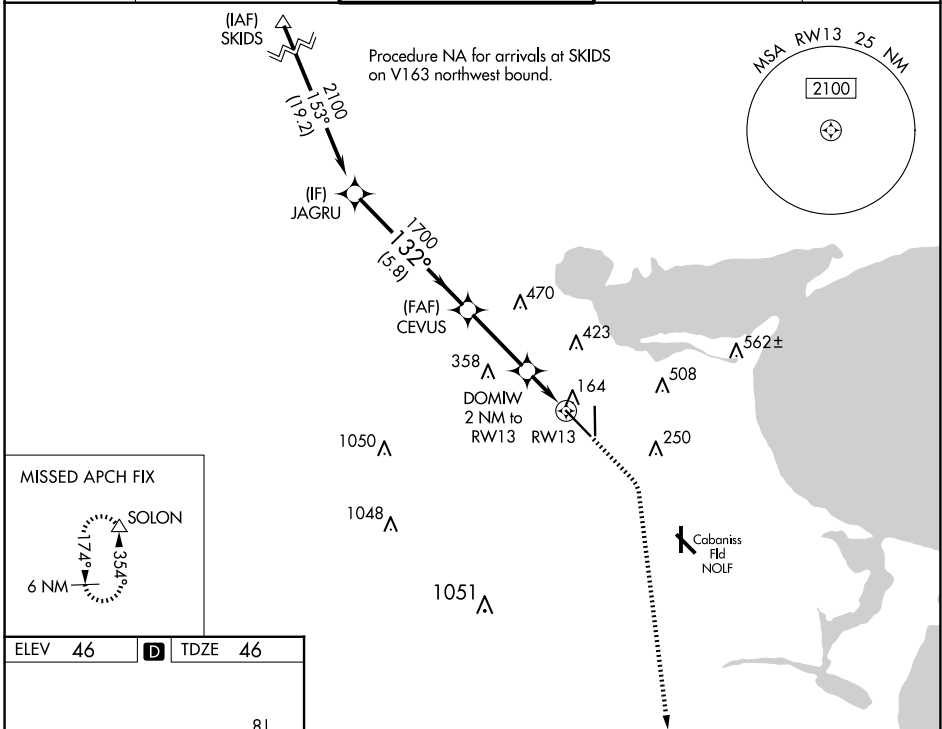 (IAF)
SKIDS
Procedure NA for arrivals at SKIDS
on V163 northwest bound.
MSA RW13 25 NM
2100
2100
153°
(19.2)
(IF)
JAGRU
1700
132°
(5.8)
(FAF)
CEVUS
470
423
562±
358
508
DOMIW
2 NM to
RW13
164
RW13
250
1050
1048
1051
Cabaniss
Fld
NOLF
MISSED APCH FIX
SOLON
174°
354°
6 NM
ELEV 46 D TDZE 46